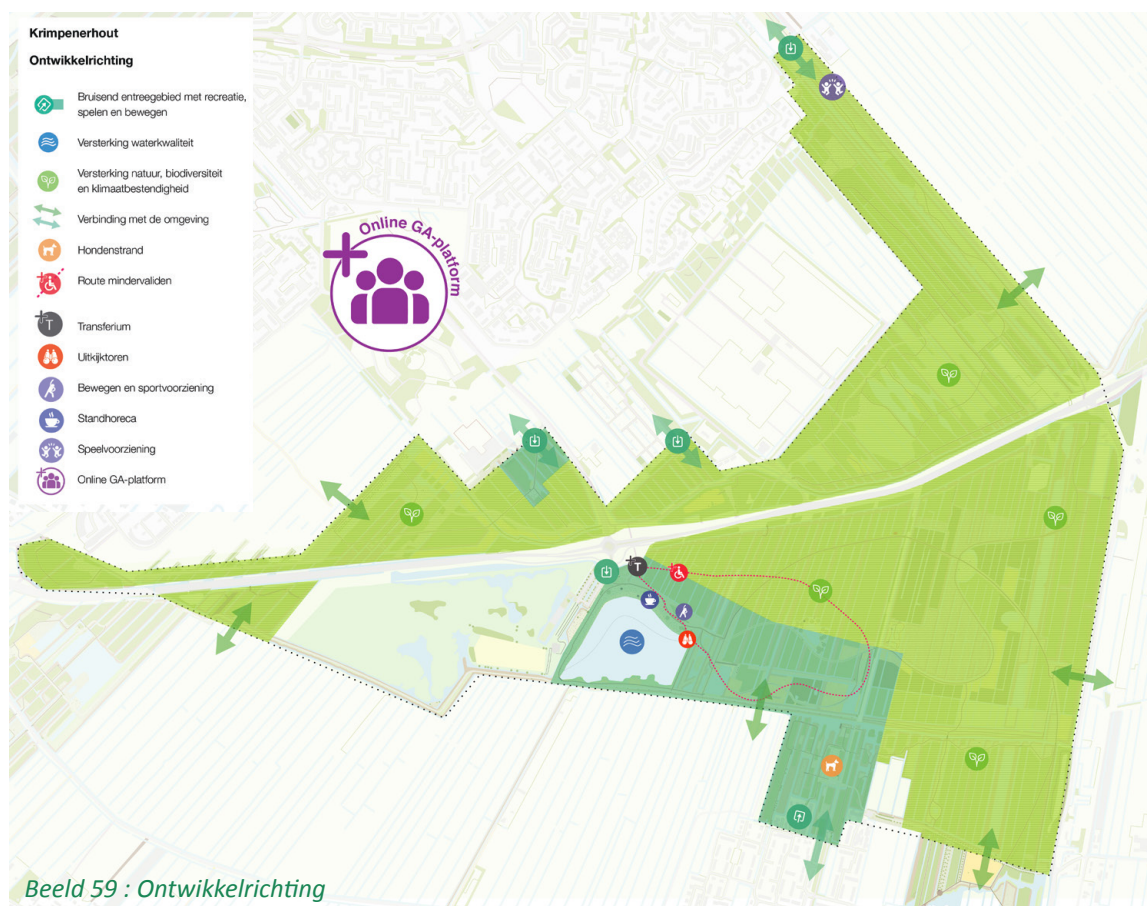 Krimpenerhout
Ontwikkelrichting
Bruisend entreegebied met recreatie,
spelen en bewegen
Versterking waterkwaliteit
Versterking natuur, biodiversiteit
en klimaatbestendigheid
Verbinding met de omgeving
Hondenstrand
Route mindervaliden
T
Transferium
Uitkijktoren
Bewegen en sportvoorziening
Standhoreca
Speelvoorziening
Online GA-platform
Online GA-platform
T
Beeld 59 : Ontwikkelrichting